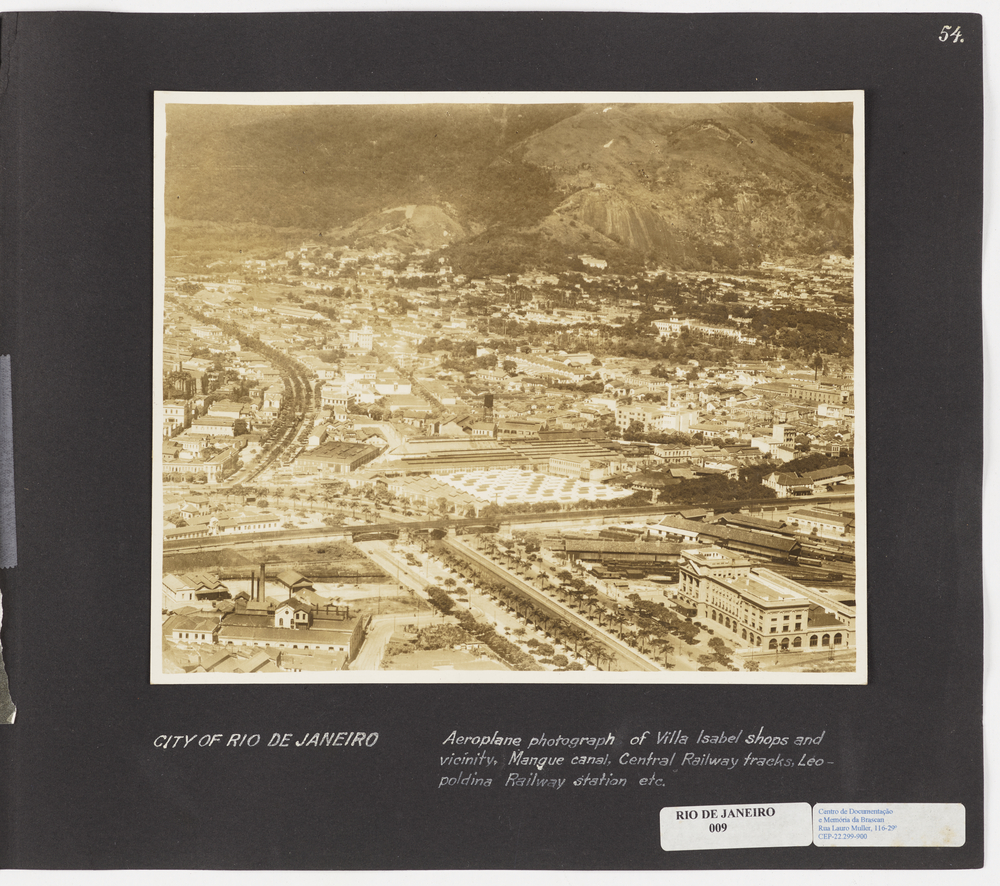 54.
CITY OF RIO DE JANEIRO
Aeroplane photograph of Villa Isabel shops and
vicinity, Mangue canal, Central Railway tracks, Leo-
poldina Railway station etc.
RIO DE JANEIRO
009
Centro de Documentação
e Memória da Brascan
Rua Lauro Muller, 116-29º
CEP-22.299-900